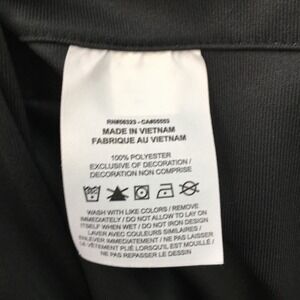 RN#56323 - CA#05553
MADE IN VIETNAM
FABRIQUE AU VIETNAM
100% POLYESTER
EXCLUSIVE OF DECORATION /
DECORATION NON COMPRISE
WASH WITH LIKE COLORS / REMOVE
IMMEDIATELY / DO NOT ALLOW TO LAY ON
ITSELF WHEN WET / DO NOT IRON DESIGN
LAVER AVEC COULEURS SIMILAIRES /
ENLEVER IMMÉDIATEMENT / NE PAS LAISSER
LE VÊTEMENT PLIÉ LORSQU'IL EST MOUILLÉ /
NE PAS REPASSER LE DESSIN